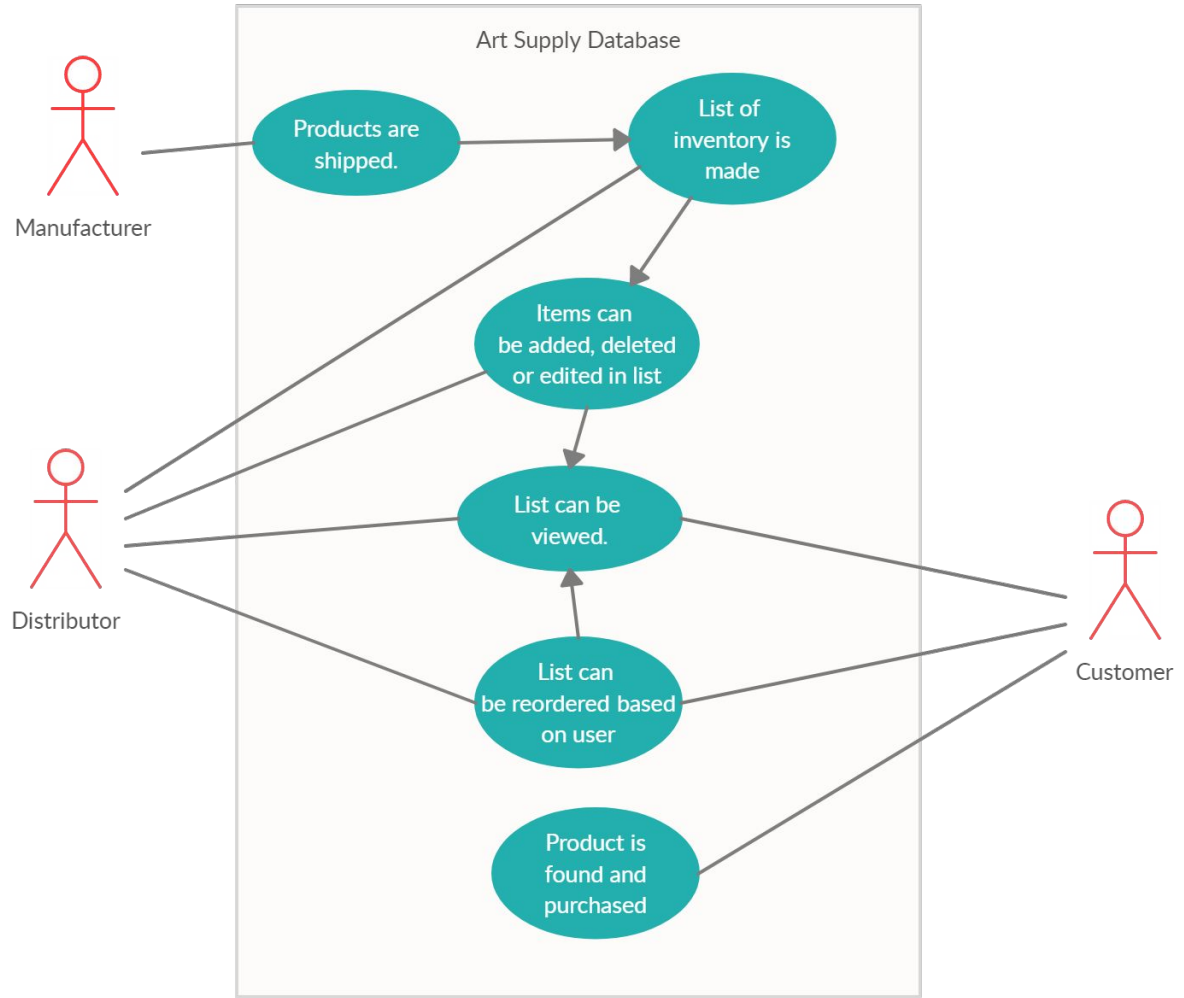 Art Supply Database
Products are
shipped.
List of
inventory is
made
Manufacturer
Items can
be added, deleted
or edited in list
List can be
viewed.
Distributor
Customer
List can
be reordered based
on user
Product is
found and
purchased